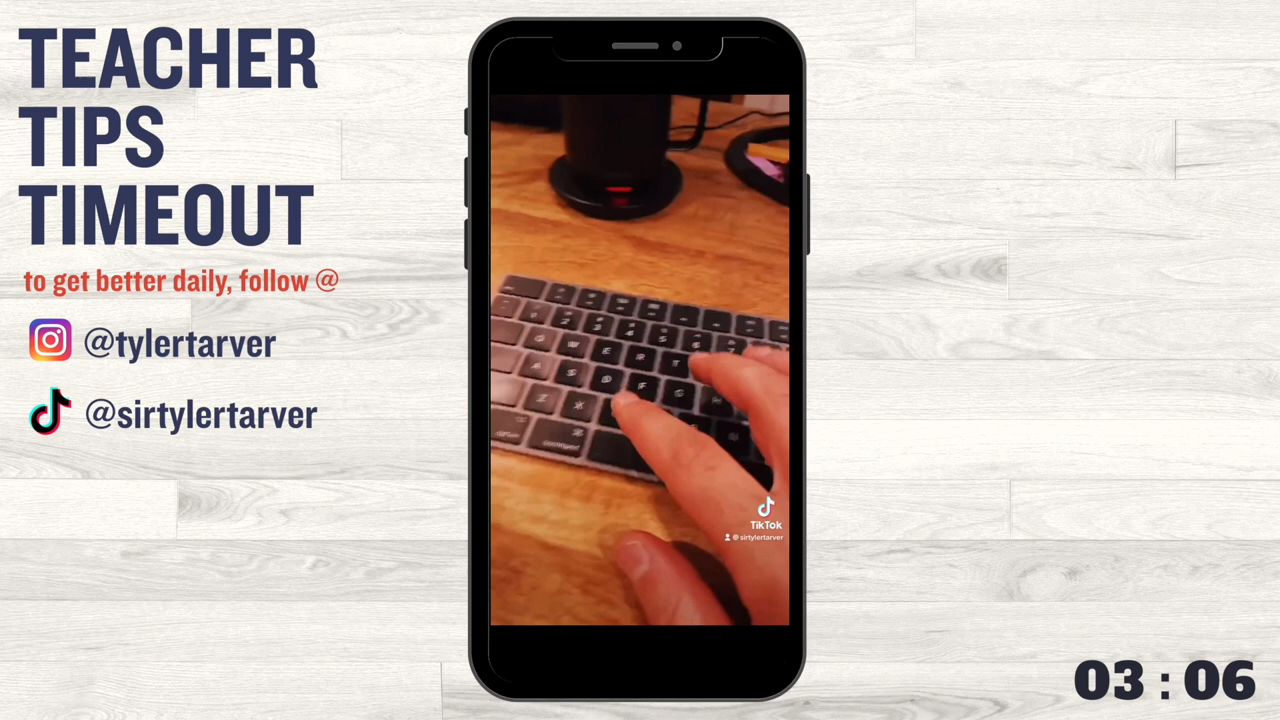 TEACHER
TIPS
TIMEOUT
to get better daily, follow @
@tylertarver
@sirtylertarver
TikTok
@sirtylertarver
03 : 06